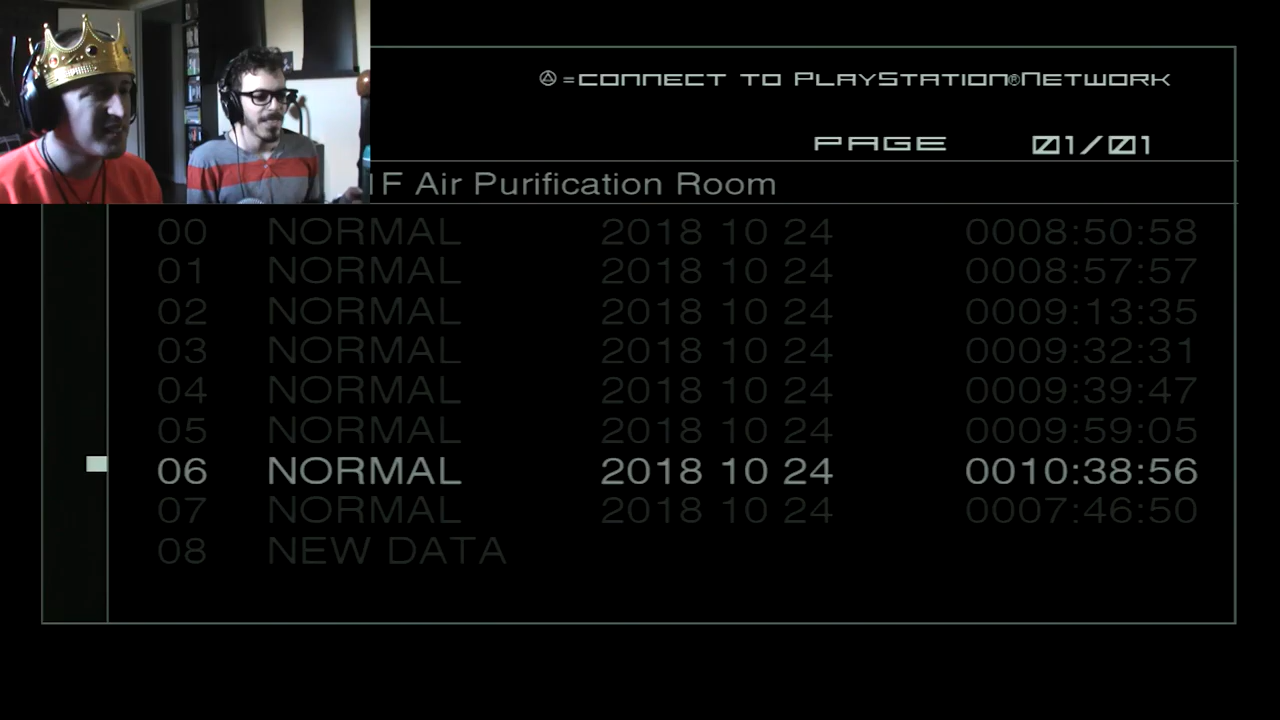 =CONNECT TO PLAYSTATION®NETWORK
PAGE 01/01
1F Air Purification Room
00 NORMAL 2018 10 24 0008:50:58
01 NORMAL 2018 10 24 0008:57:57
02 NORMAL 2018 10 24 0009:13:35
03 NORMAL 2018 10 24 0009:32:31
04 NORMAL 2018 10 24 0009:39:47
05 NORMAL 2018 10 24 0009:59:05
06 NORMAL 2018 10 24 0010:38:56
07 NORMAL 2018 10 24 0007:46:50
08 NEW DATA